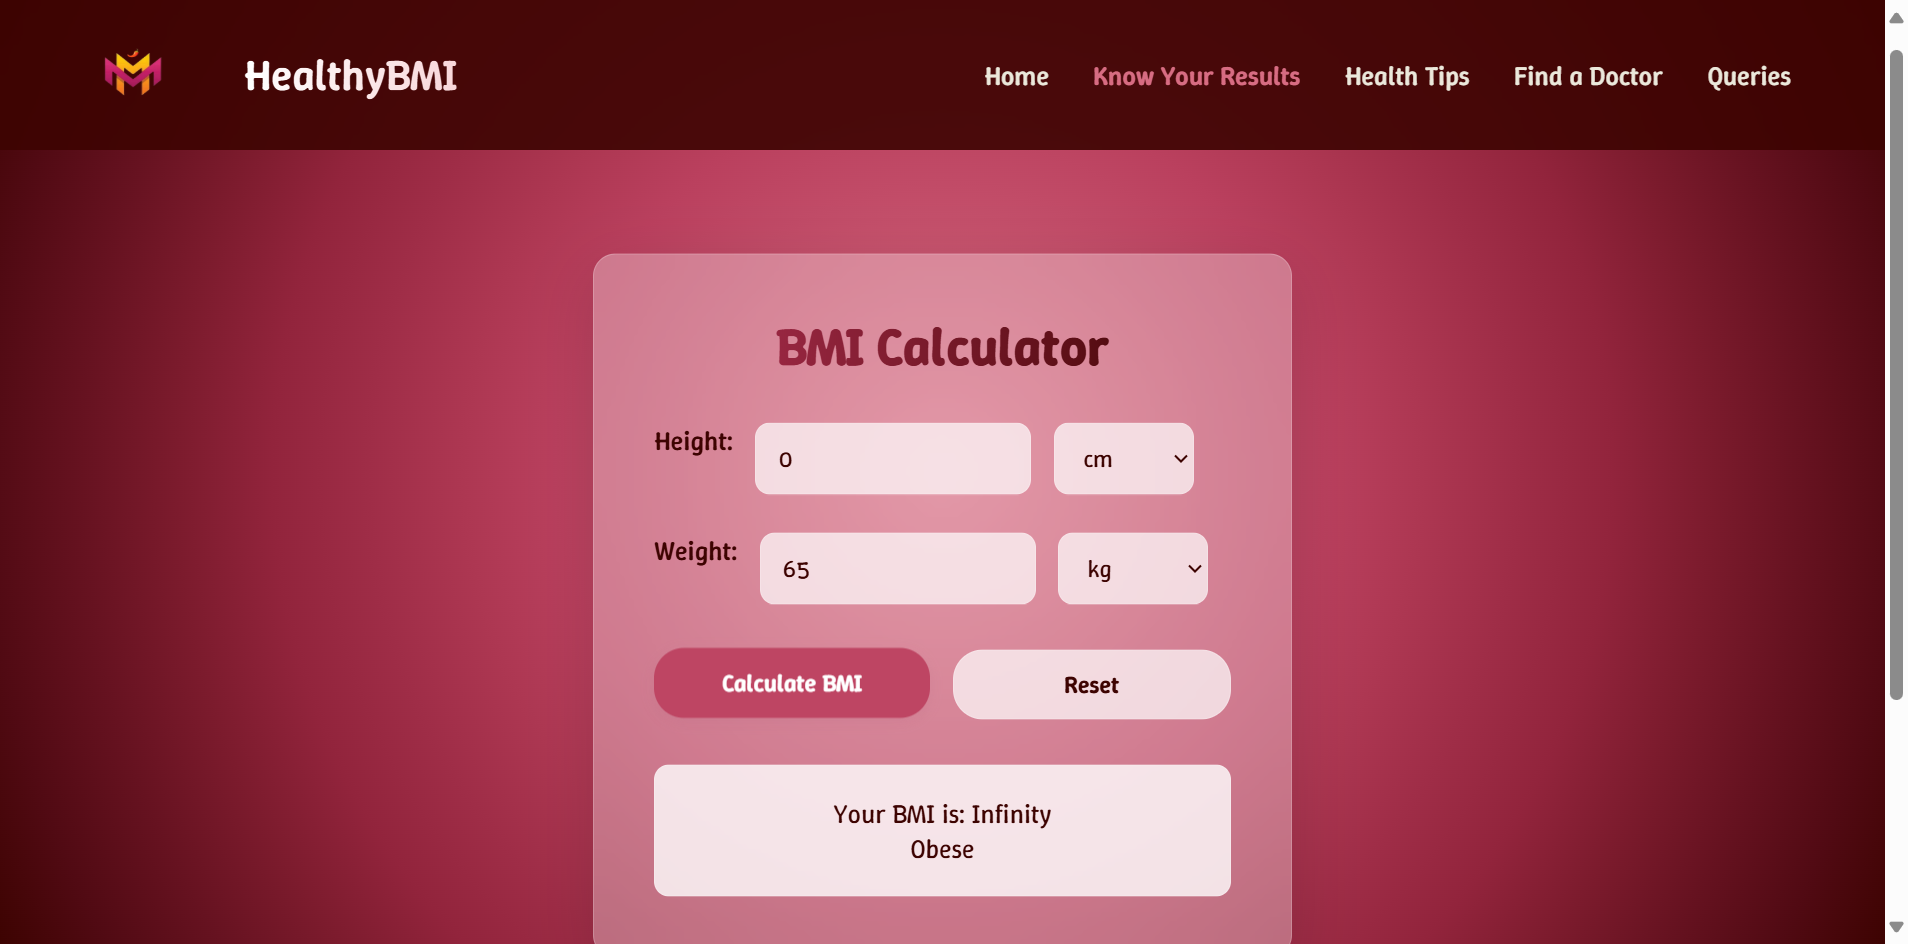 HealthyBMI
Home Know Your Results Health Tips Find a Doctor Queries
BMI Calculator
Height: 0 cm
Weight: 65 kg
Calculate BMI Reset
Your BMI is: Infinity
Obese